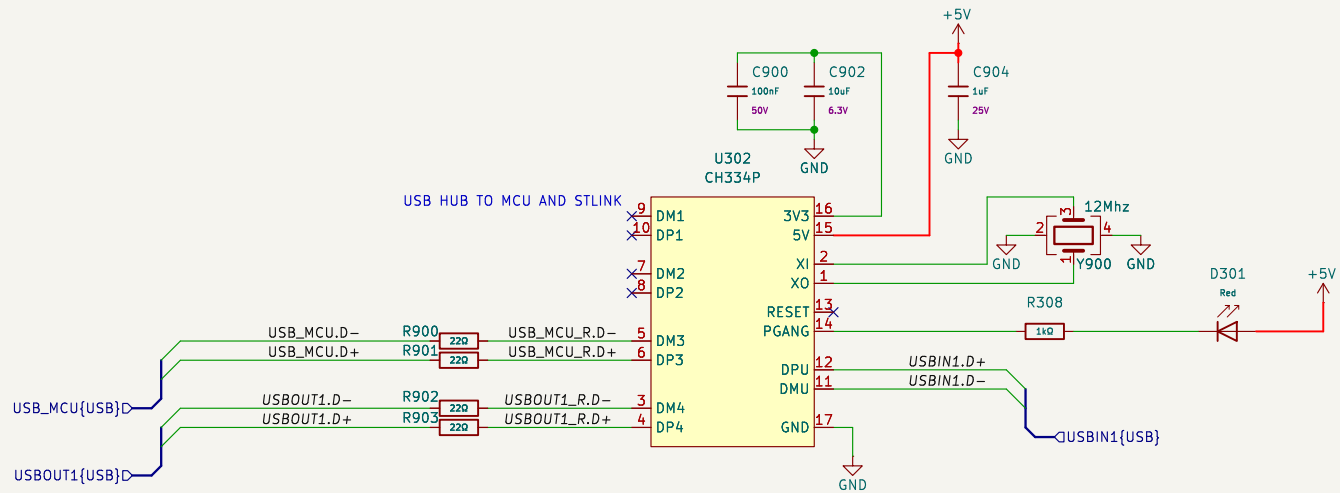 +5V
C900
100nF
50V
C902
10uF
6.3V
C904
1uF
25V
GND
GND
U302
CH334P
USB HUB TO MCU AND STLINK
9 DM1
10 DP1
7 DM2
8 DP2
5 DM3
6 DP3
3 DM4
4 DP4
3V3 16
5V 15
XI 2
XO 1
RESET 13
PGANG 14
DPU 12
DMU 11
GND 17
GND
12Mhz
3
2
4
1
Y900
GND
GND
D301
Red
+5V
R308
1kΩ
USB_MCU.D-
R900
22Ω
USB_MCU_R.D-
USB_MCU.D+
R901
22Ω
USB_MCU_R.D+
USB_MCU{USB}
USBOUT1.D-
R902
22Ω
USBOUT1_R.D-
USBOUT1.D+
R903
22Ω
USBOUT1_R.D+
USBOUT1{USB}
USBIN1.D+
USBIN1.D-
USBIN1{USB}